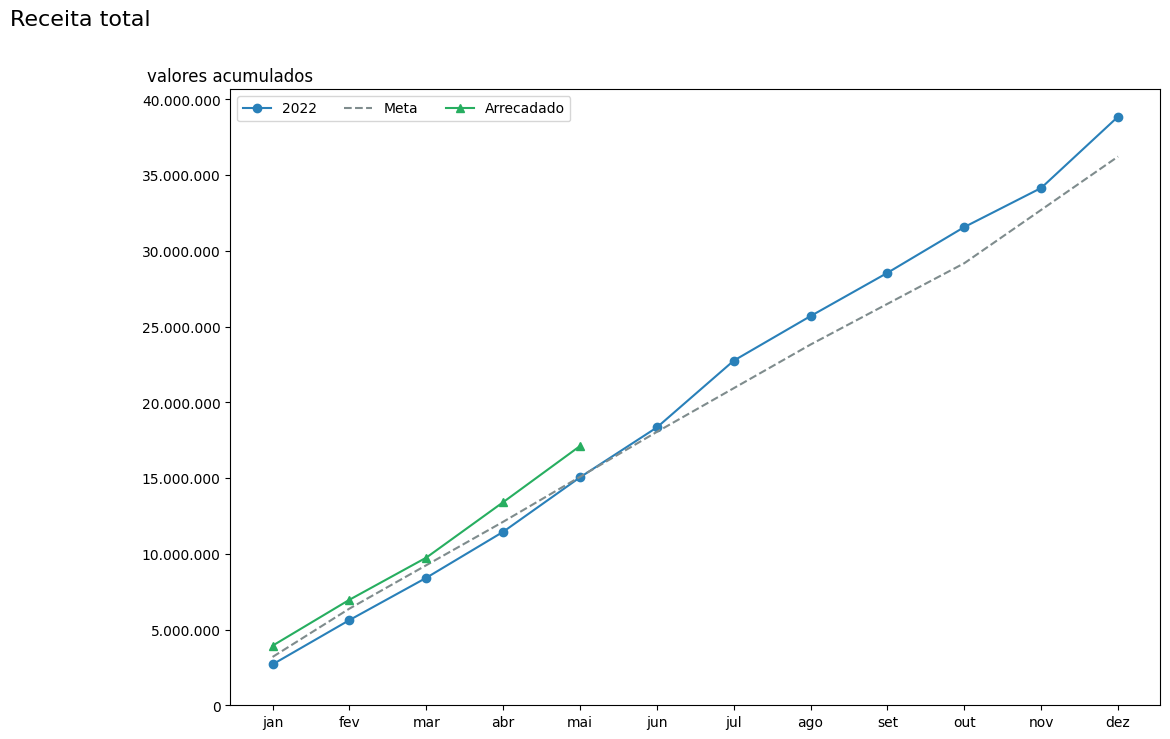 Receita total
valores acumulados
2022 Meta Arrecadado
40.000.000
35.000.000
30.000.000
25.000.000
20.000.000
15.000.000
10.000.000
5.000.000
0
jan fev mar abr mai jun jul ago set out nov dez